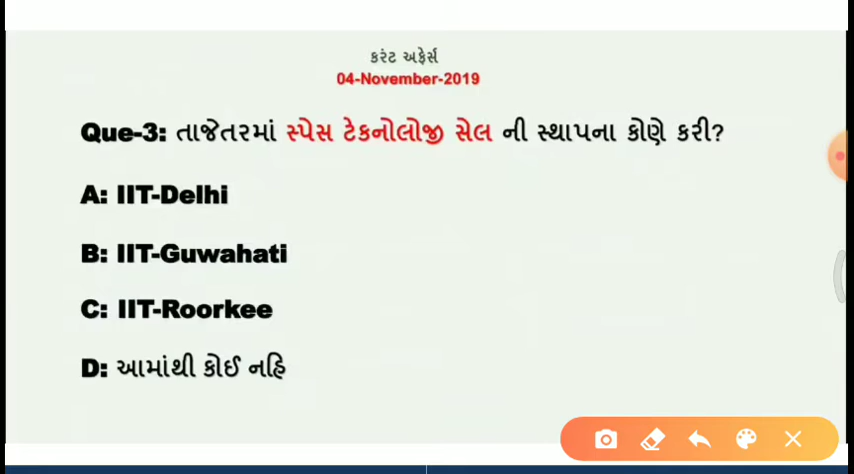 કરંટ અફેર્સ
04-November-2019
Que-3: તાજેતરમાં સ્પેસ ટેકનોલોજી સેલ ની સ્થાપના કોણે કરી?
A: IIT-Delhi
B: IIT-Guwahati
C: IIT-Roorkee
D: આમાંથી કોઈ નહિ